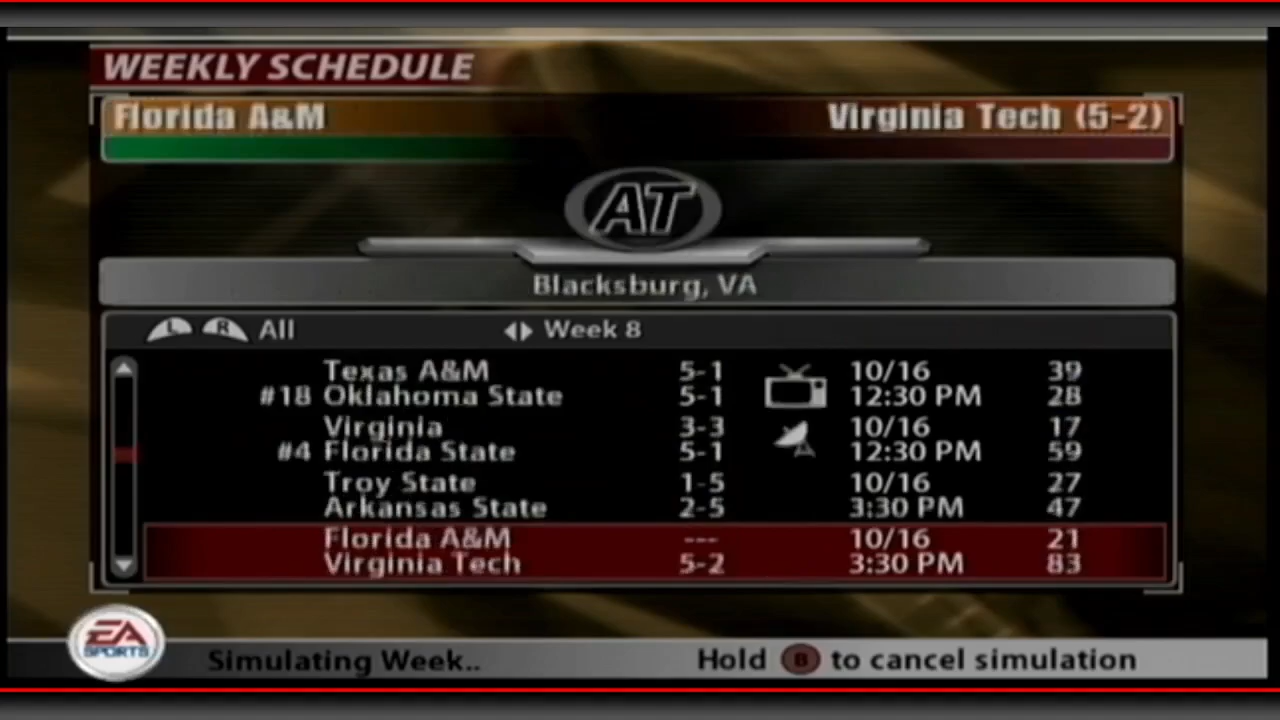 WEEKLY SCHEDULE
Florida A&M Virginia Tech (5-2)
AT
Blacksburg, VA
L R All Week 8
Texas A&M 5-1 10/16 39
#18 Oklahoma State 5-1 12:30 PM 28
Virginia 3-3 10/16 17
#4 Florida State 5-1 12:30 PM 59
Troy State 1-5 10/16 27
Arkansas State 2-5 3:30 PM 47
Florida A&M --- 10/16 21
Virginia Tech 5-2 3:30 PM 83
EA
SPORTS
Simulating Week.. Hold B to cancel simulation